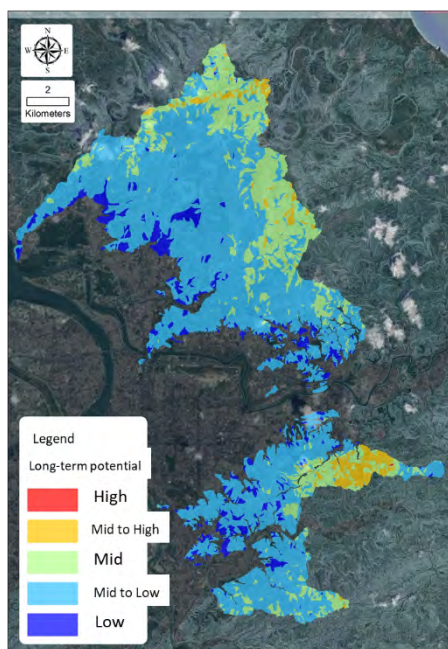 N
W E
S
2
Kilometers
Legend
Long-term potential
High
Mid to High
Mid
Mid to Low
Low